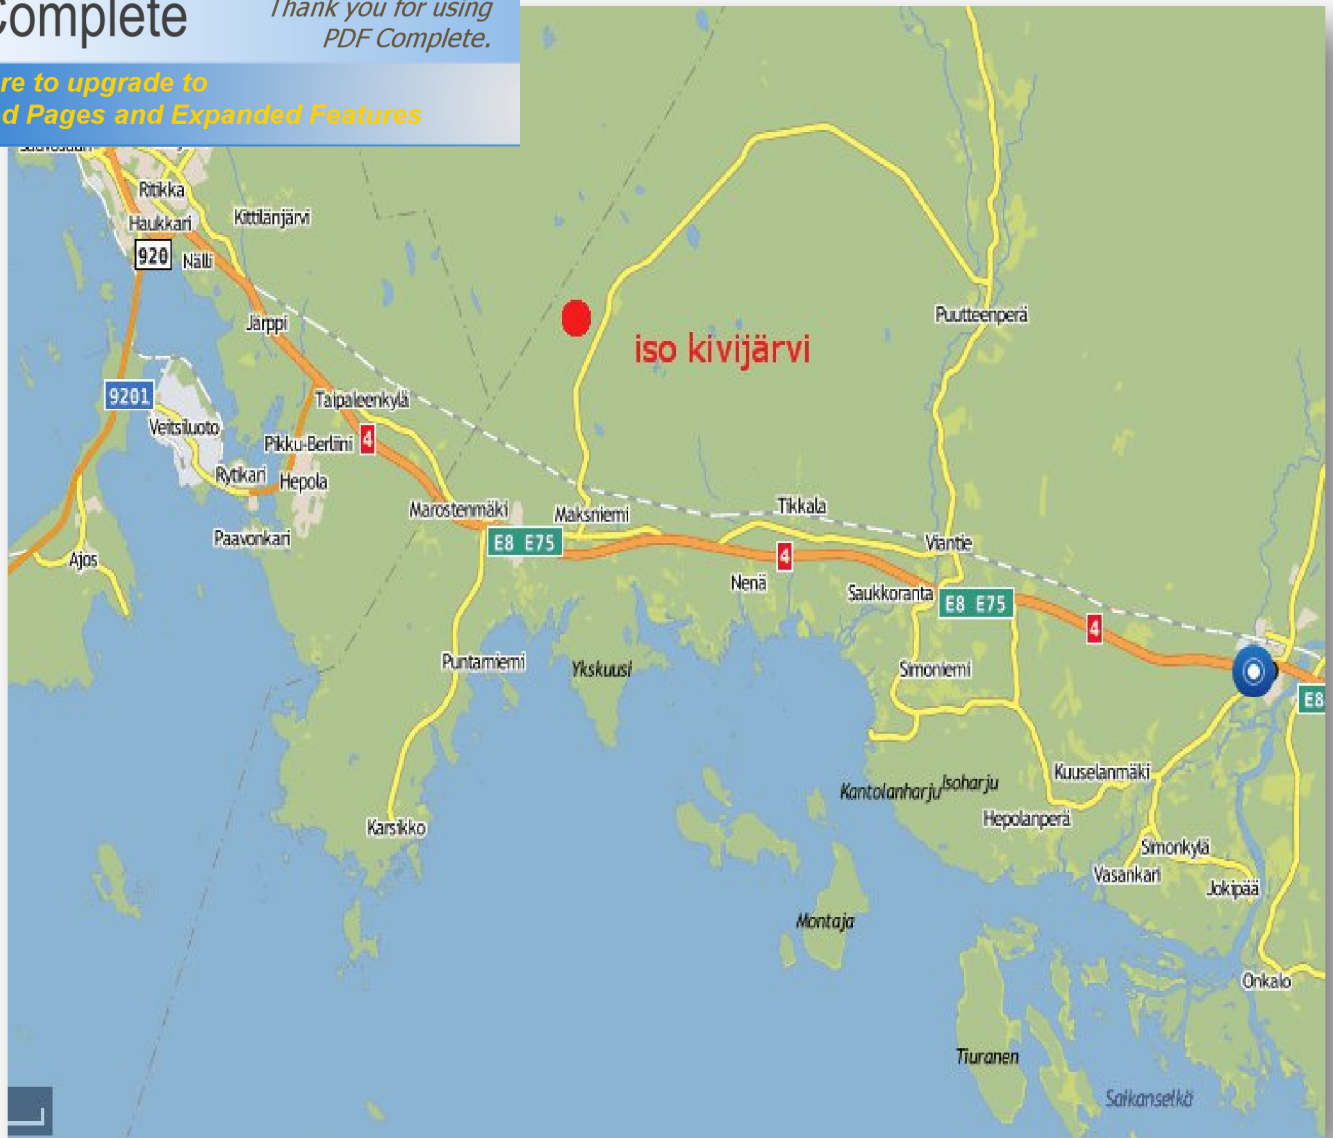 Complete
Thank you for using
PDF Complete.
re to upgrade to
d Pages and Expanded Features
Ritikka
Haukkari
Kittilänjärvi
920
Nälli
Järppi
Puutteenperä
iso kivijärvi
9201
Taipaleenkylä
Veitsiluoto
Pikku-Berliini
4
Rytikari
Hepola
Marostenmäki
Maksniemi
Tikkala
Paavonkari
E8 E75
Viantie
Ajos
4
Nenä
Saukkoranta
E8 E75
4
Puntarniemi
Ykskuusi
Simoniemi
E8
Kuuselanmäki
Kantolanharju
Isoharju
Hepolanperä
Karsikko
Simonkylä
Vasankari
Jokipää
Montaja
Onkalo
Tiuranen
Saikanselkä